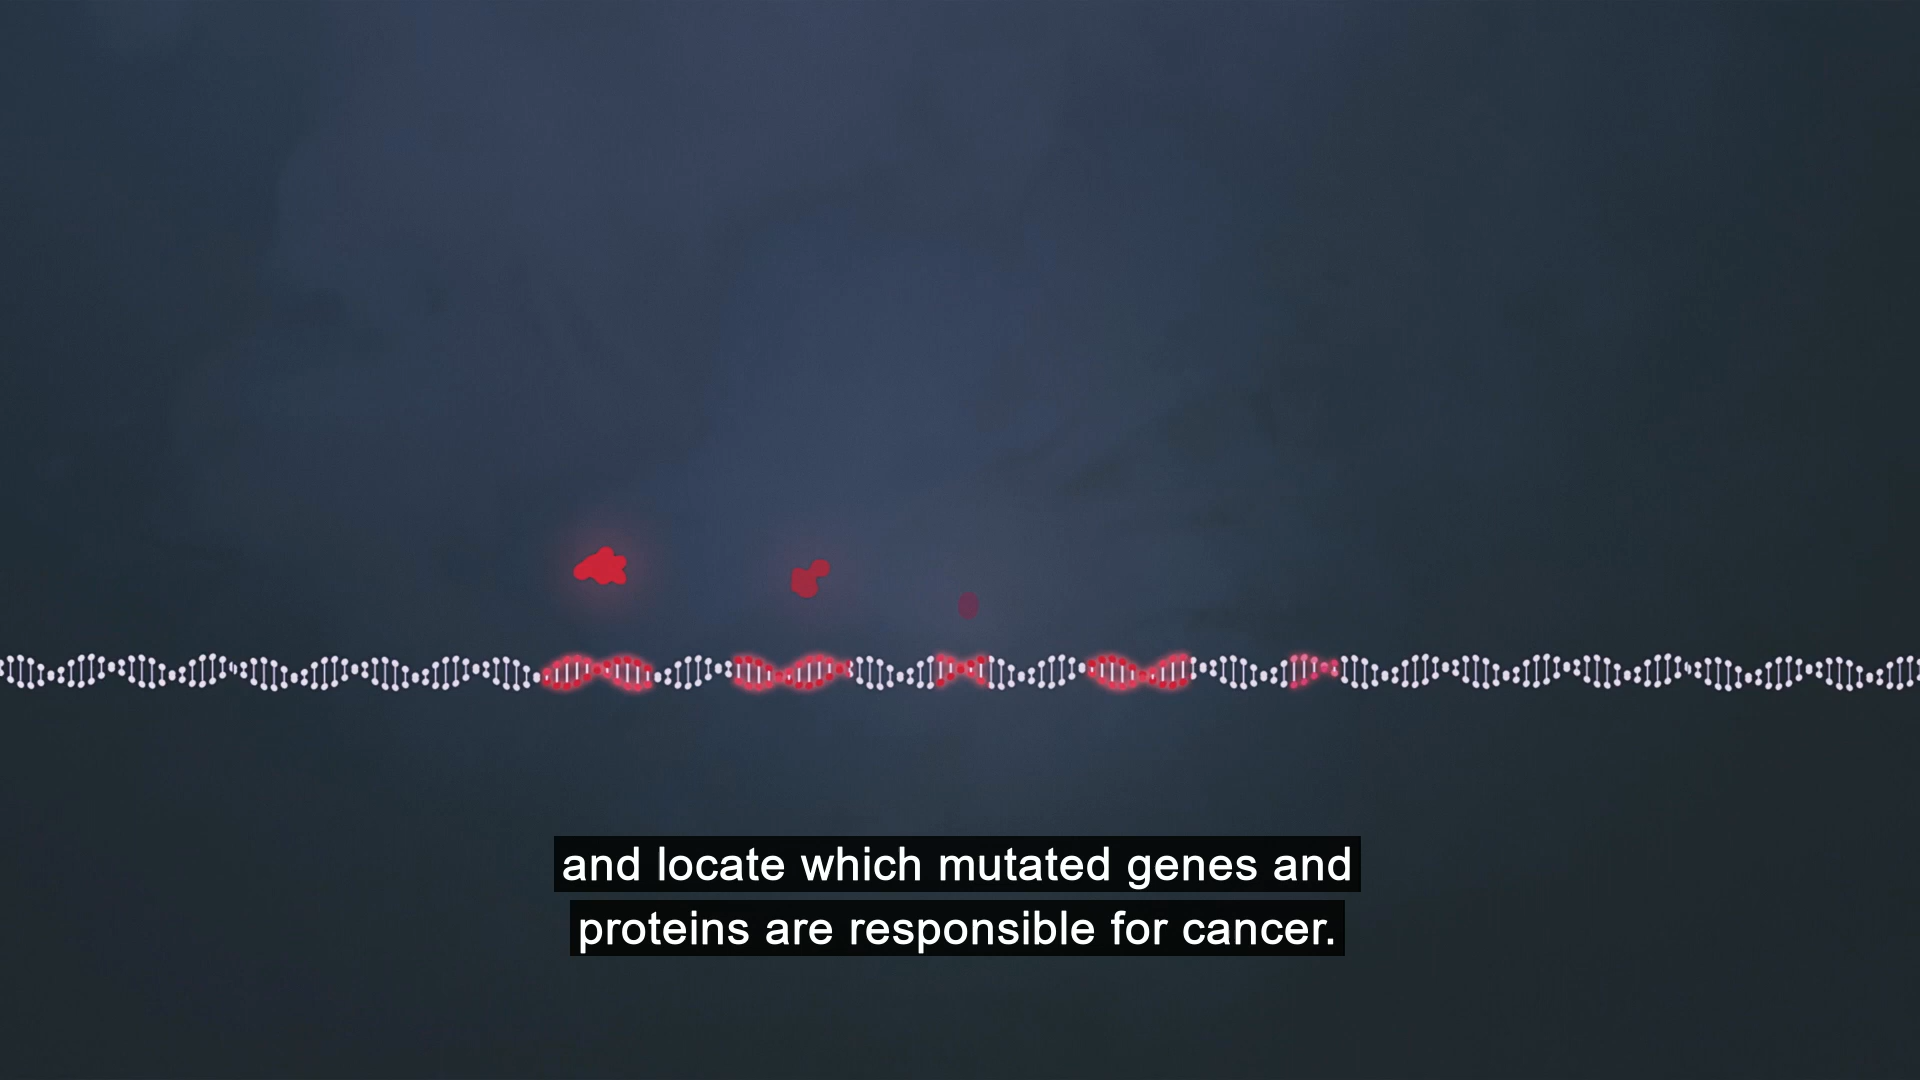 and locate which mutated genes and
proteins are responsible for cancer.